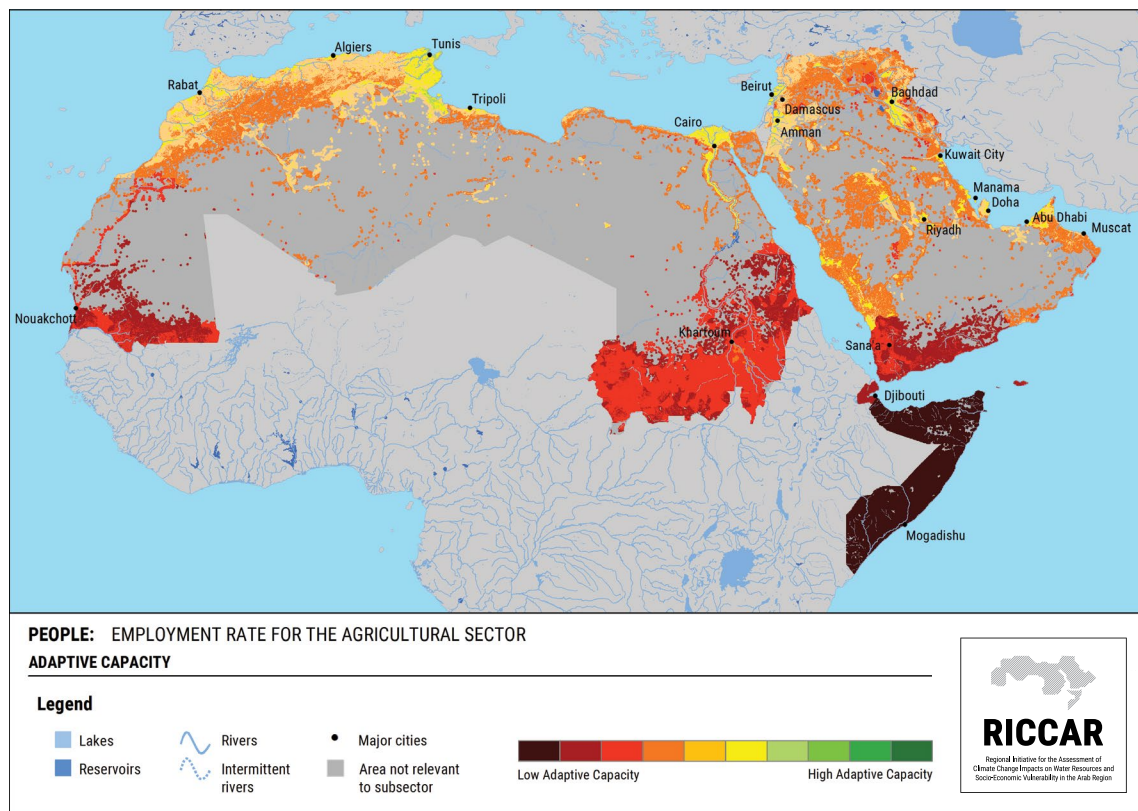 Algiers
Tunis
Rabat
Tripoli
Beirut
Baghdad
Damascus
Cairo
Amman
Kuwait City
Manama
Doha
Abu Dhabi
Riyadh
Muscat
Nouakchott
Khartoum
Sana'a
Djibouti
Mogadishu
PEOPLE: EMPLOYMENT RATE FOR THE AGRICULTURAL SECTOR
ADAPTIVE CAPACITY
Legend
Lakes
Reservoirs
Rivers
Intermittent
rivers
Major cities
Area not relevant
to subsector
Low Adaptive Capacity
High Adaptive Capacity
RICCAR
Regional Initiative for the Assessment of
Climate Change Impacts on Water Resources and
Socio-Economic Vulnerability in the Arab Region